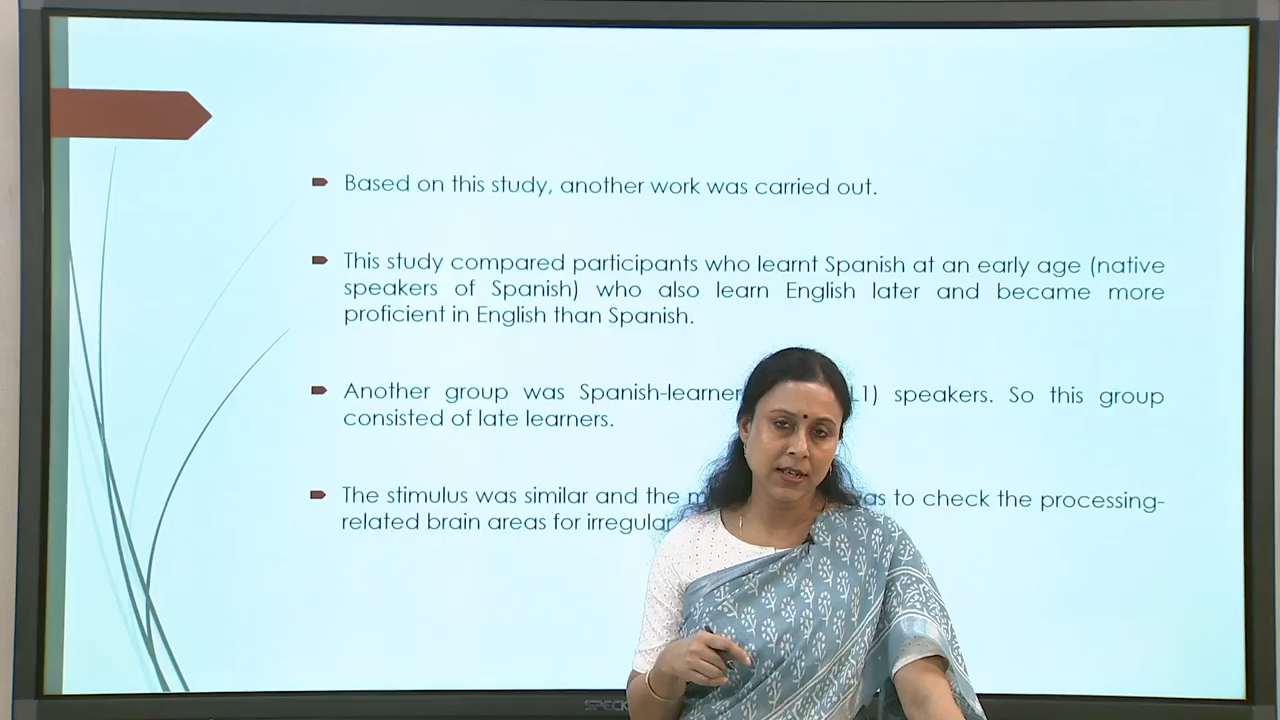 Based on this study, another work was carried out.
This study compared participants who learnt Spanish at an early age (native
speakers of Spanish) who also learn English later and became more
proficient in English than Spanish.
Another group was Spanish-learner L1) speakers. So this group
consisted of late learners.
The stimulus was similar and the to check the processing-
related brain areas for irregular
SPECK